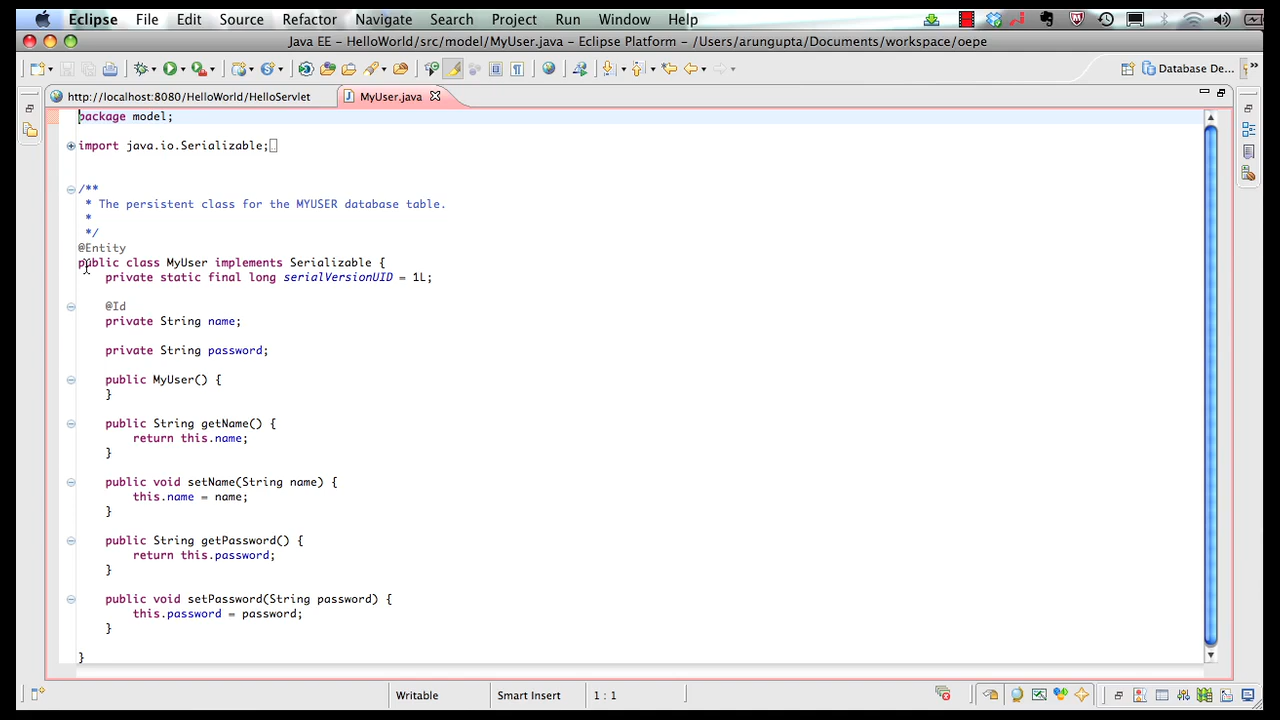 Eclipse File Edit Source Refactor Navigate Search Project Run Window Help
Java EE - HelloWorld/src/model/MyUser.java - Eclipse Platform - /Users/arungupta/Documents/workspace/oepe
Database De...
http://localhost:8080/HelloWorld/HelloServlet MyUser.java
package model;
import java.io.Serializable;
/**
* The persistent class for the MYUSER database table.
*
*/
@Entity
public class MyUser implements Serializable {
private static final long serialVersionUID = 1L;
@Id
private String name;
private String password;
public MyUser() {
}
public String getName() {
return this.name;
}
public void setName(String name) {
this.name = name;
}
public String getPassword() {
return this.password;
}
public void setPassword(String password) {
this.password = password;
}
}
Writable Smart Insert 1 : 1